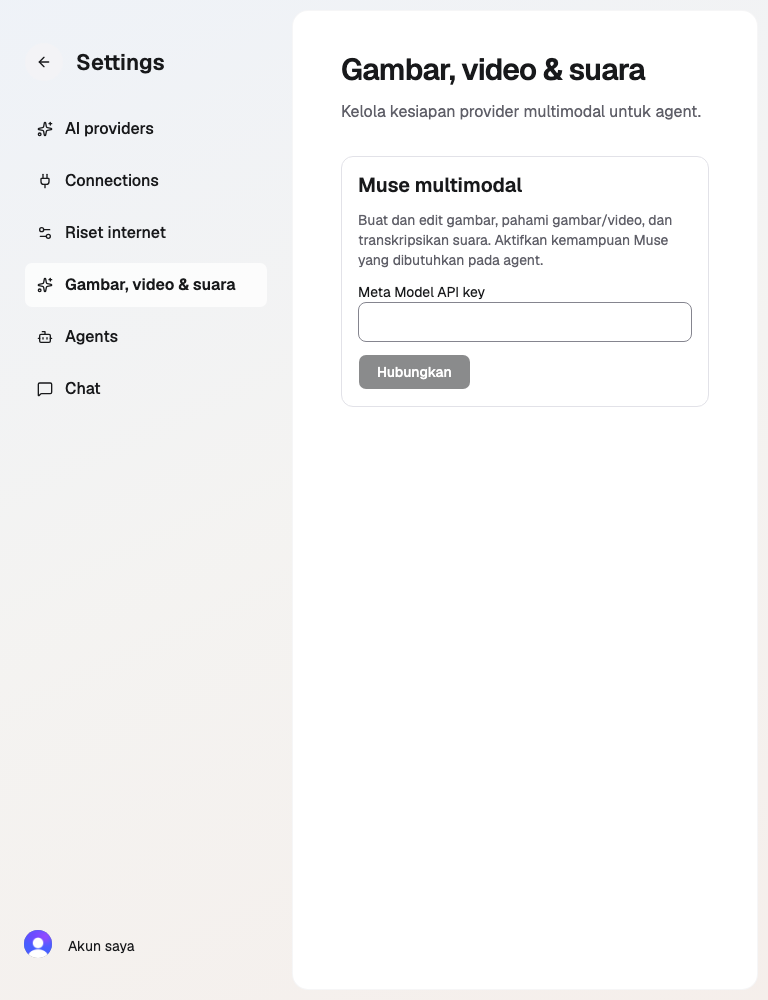 Settings
AI providers
Connections
Riset internet
Gambar, video & suara
Agents
Chat
Akun saya
Gambar, video & suara
Kelola kesiapan provider multimodal untuk agent.
Muse multimodal
Buat dan edit gambar, pahami gambar/video, dan
transkripsikan suara. Aktifkan kemampuan Muse
yang dibutuhkan pada agent.
Meta Model API key
Hubungkan